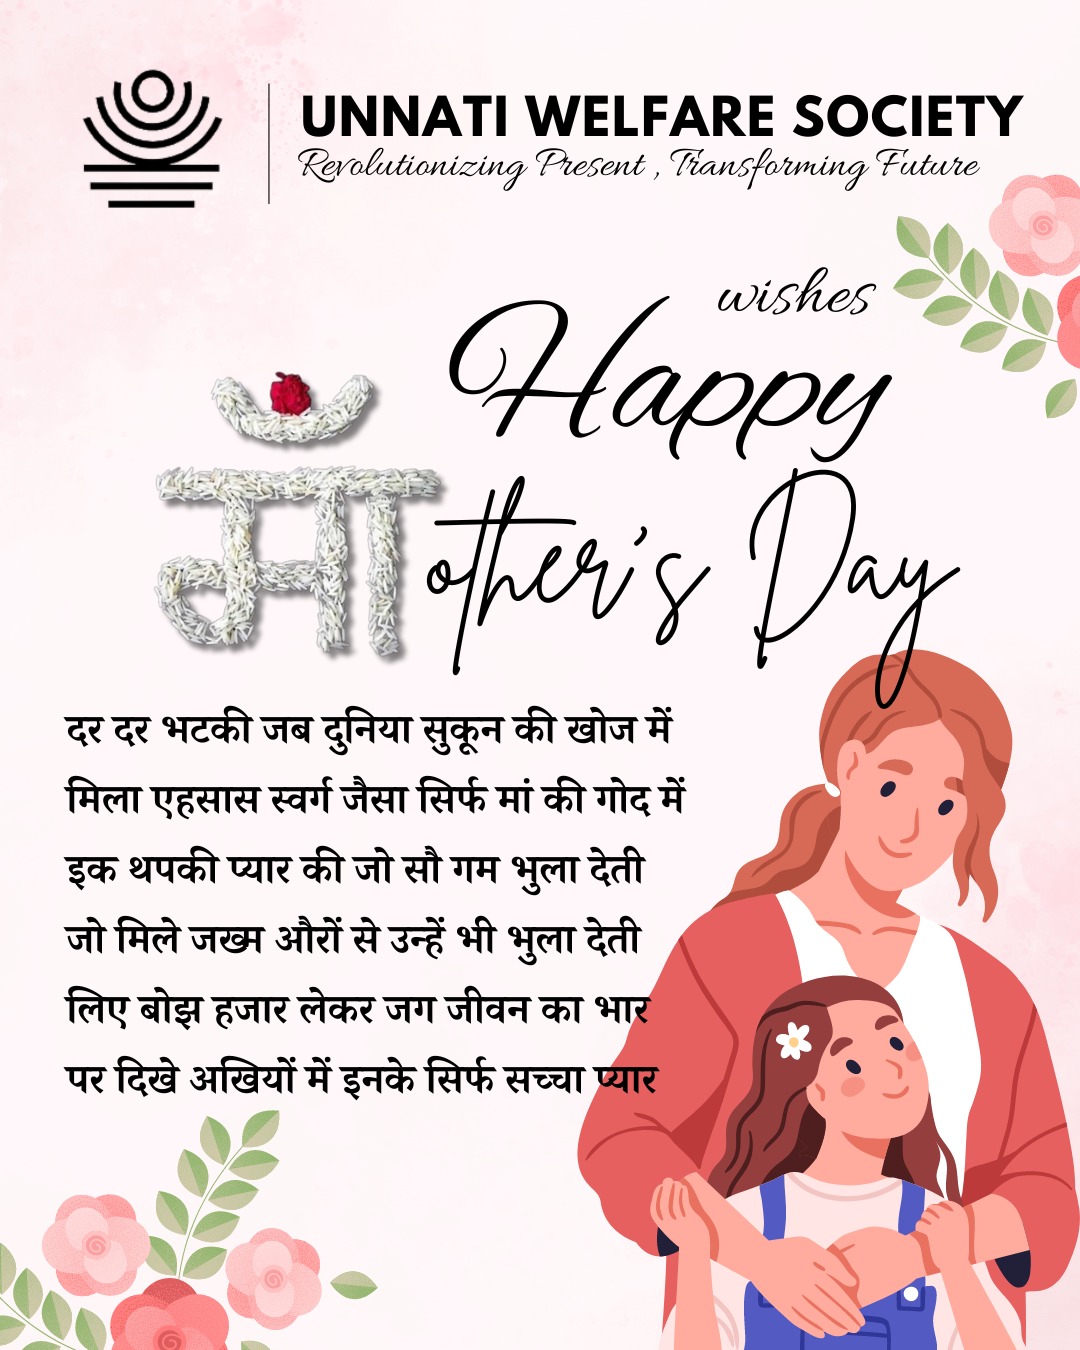 UNNATI WELFARE SOCIETY
Revolutionizing Present , Transforming Future
wishes
Happy
माँ other's Day
दर दर भटकी जब दुनिया सुकून की खोज में
मिला एहसास स्वर्ग जैसा सिर्फ मां की गोद में
इक थपकी प्यार की जो सौ गम भुला देती
जो मिले जख्म औरों से उन्हें भी भुला देती
लिए बोझ हजार लेकर जग जीवन का भार
पर दिखे अखियों में इनके सिर्फ सच्चा प्यार